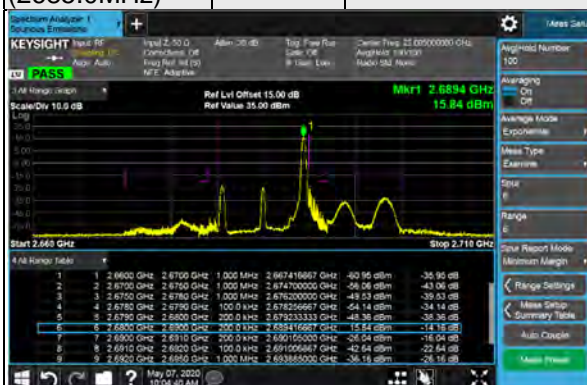 Spectrum Analyzer 1
Spurious Emissions
Meas Setup
KEYSIGHT Input: RF
Align: Auto
Input Z: 50 Ω
Corrections: Off
Freq Ref: Int (S)
NFE: Adaptive
Atten: 30 dB
Trig: Free Run
Gate: Off
IF Gain: Low
Center Freq: 22.005000000 GHz
Avg|Hold: 100/100
Radio Std: None
PASS
3 All Range Graph
Scale/Div 10.0 dB
Log
Ref Lvl Offset 15.00 dB
Ref Value 35.00 dBm
Mkr1 2.6894 GHz
15.84 dBm
1
Start 2.660 GHz
Stop 2.710 GHz
4 All Range Table
1 1 2.6600 GHz 2.6700 GHz 1.000 MHz 2.667416667 GHz -60.95 dBm -35.95 dB
2 2 2.6700 GHz 2.6750 GHz 1.000 MHz 2.674700000 GHz -56.06 dBm -43.06 dB
3 3 2.6750 GHz 2.6780 GHz 1.000 MHz 2.676200000 GHz -49.53 dBm -39.53 dB
4 4 2.6780 GHz 2.6790 GHz 100.0 kHz 2.678256667 GHz -54.14 dBm -34.14 dB
5 5 2.6790 GHz 2.6800 GHz 200.0 kHz 2.679233333 GHz -48.36 dBm -38.36 dB
6 6 2.6800 GHz 2.6900 GHz 200.0 kHz 2.689416667 GHz 15.84 dBm -14.16 dB
7 7 2.6900 GHz 2.6910 GHz 200.0 kHz 2.690105000 GHz -26.04 dBm -16.04 dB
8 8 2.6910 GHz 2.6920 GHz 100.0 kHz 2.691005667 GHz -42.64 dBm -22.64 dB
9 9 2.6920 GHz 2.6950 GHz 1.000 MHz 2.693885000 GHz -36.16 dBm -26.16 dB
May 07, 2020
10:04:40 AM
Avg|Hold Number
100
Averaging
On
Off
Average Mode
Exponential
Meas Type
Examine
Spur
6
Range
6
Spur Report Mode
Minimum Margin
Range Settings
Meas Setup
Summary Table
Auto Couple
Meas Preset